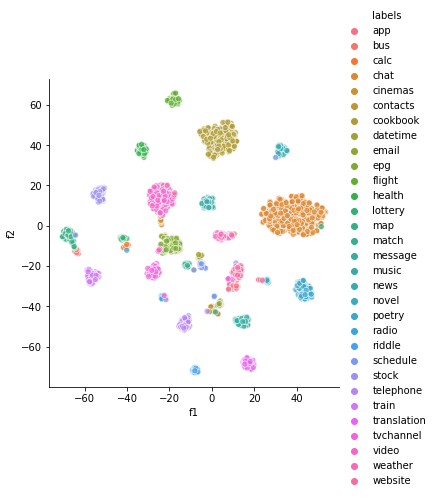 labels
app
bus
calc
chat
cinemas
contacts
cookbook
datetime
email
epg
flight
health
lottery
map
match
message
music
news
novel
poetry
radio
riddle
schedule
stock
telephone
train
translation
tvchannel
video
weather
website
60
40
20
0
−20
−40
−60
f2
−60 −40 −20 0 20 40
f1